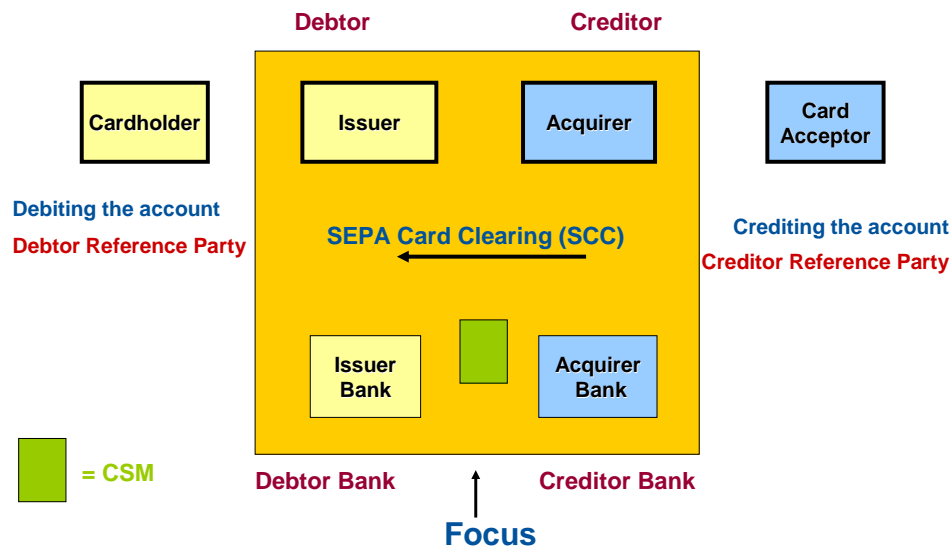 Debtor
Creditor
Cardholder
Issuer
Acquirer
Card
Acceptor
Debiting the account
Debtor Reference Party
SEPA Card Clearing (SCC)
Crediting the account
Creditor Reference Party
Issuer
Bank
Acquirer
Bank
= CSM
Debtor Bank
Creditor Bank
Focus